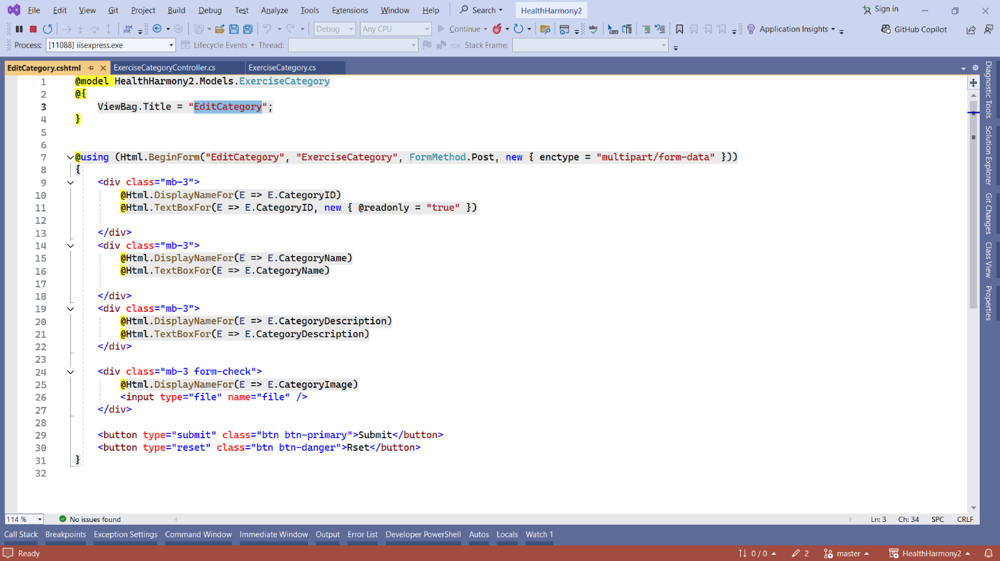 File Edit View Git Project Build Debug Test Analyze Tools Extensions Window Help Search HealthHarmony2 Sign in
Debug Any CPU Continue abc Application Insights GitHub Copilot
Process: [11088] iisexpress.exe Lifecycle Events Thread: Stack Frame:
EditCategory.cshtml ExerciseCategoryController.cs ExerciseCategory.cs
1 @model HealthHarmony2.Models.ExerciseCategory
2 @{
3 ViewBag.Title = "EditCategory";
4 }
5
6
7 @using (Html.BeginForm("EditCategory", "ExerciseCategory", FormMethod.Post, new { enctype = "multipart/form-data" }))
8 {
9 <div class="mb-3">
10 @Html.DisplayNameFor(E => E.CategoryID)
11 @Html.TextBoxFor(E => E.CategoryID, new { @readonly = "true" })
12
13 </div>
14 <div class="mb-3">
15 @Html.DisplayNameFor(E => E.CategoryName)
16 @Html.TextBoxFor(E => E.CategoryName)
17
18 </div>
19 <div class="mb-3">
20 @Html.DisplayNameFor(E => E.CategoryDescription)
21 @Html.TextBoxFor(E => E.CategoryDescription)
22 </div>
23
24 <div class="mb-3 form-check">
25 @Html.DisplayNameFor(E => E.CategoryImage)
26 <input type="file" name="file" />
27 </div>
28
29 <button type="submit" class="btn btn-primary">Submit</button>
30 <button type="reset" class="btn btn-danger">Rset</button>
31 }
32
Diagnostic Tools
Solution Explorer
Git Changes
Class View
Properties
114 % No issues found Ln: 3 Ch: 34 SPC CRLF
Call Stack Breakpoints Exception Settings Command Window Immediate Window Output Error List Developer PowerShell Autos Locals Watch 1
Ready 0 / 0 2 master HealthHarmony2